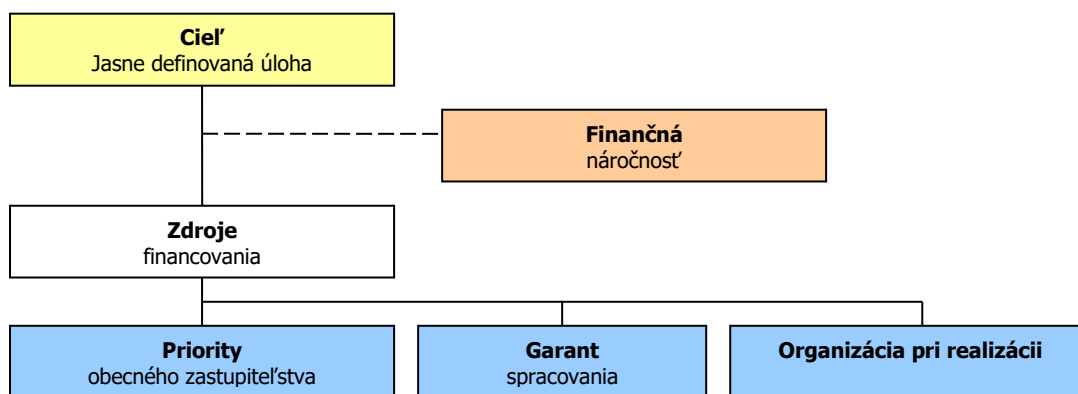 Cieľ
Jasne definovaná úloha
Finančná
náročnosť
Zdroje
financovania
Priority
obecného zastupiteľstva
Garant
spracovania
Organizácia pri realizácii